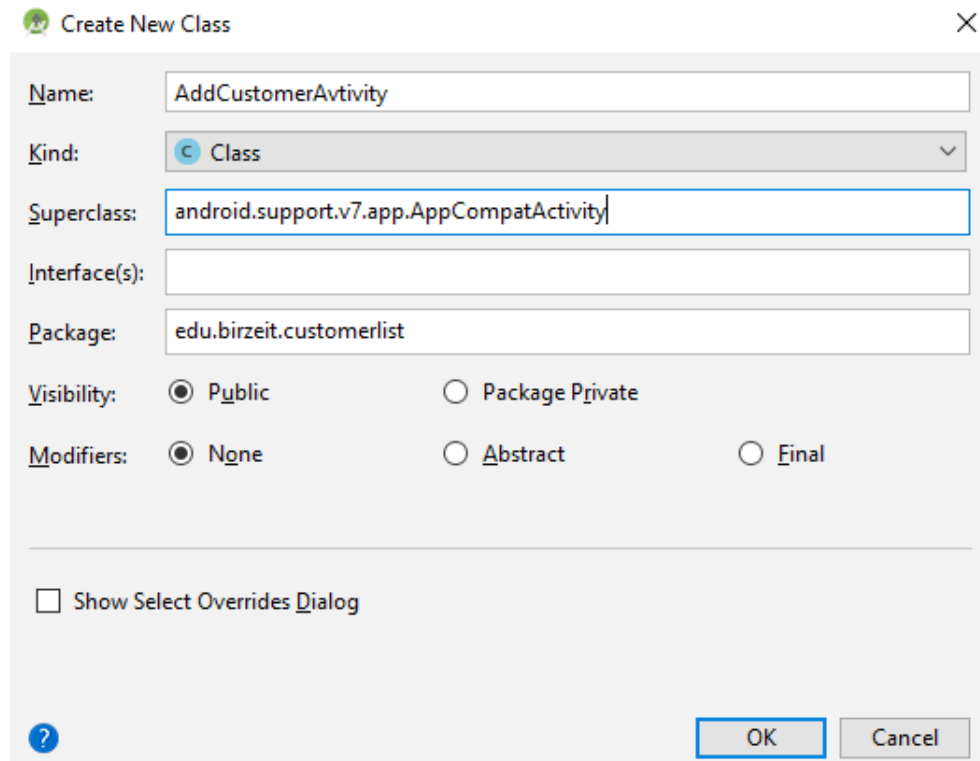 Create New Class
Name: AddCustomerAvtivity
Kind: C Class
Superclass: android.support.v7.app.AppCompatActivity
Interface(s):
Package: edu.birzeit.customerlist
Visibility: Public Package Private
Modifiers: None Abstract Final
Show Select Overrides Dialog
? OK Cancel